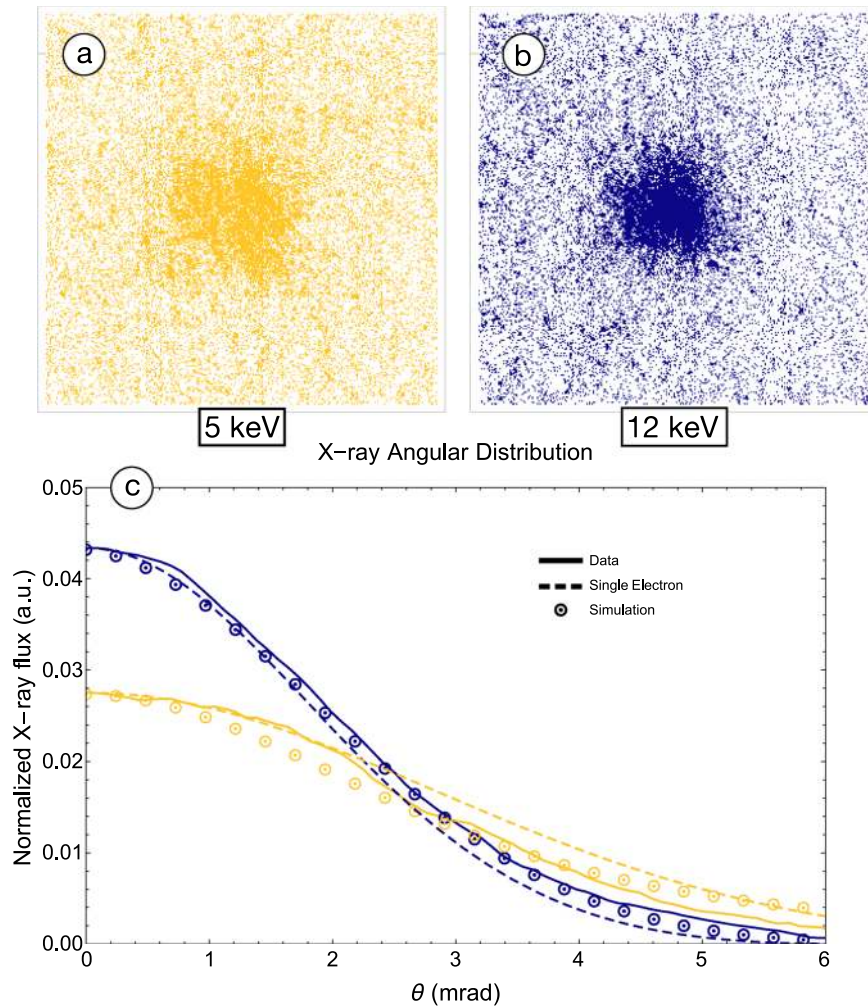 a
b
5 keV
12 keV
X-ray Angular Distribution
c
0.05
0.04
0.03
0.02
0.01
0.00
Normalized X-ray flux (a.u.)
Data
Single Electron
Simulation
0 1 2 3 4 5 6
θ (mrad)